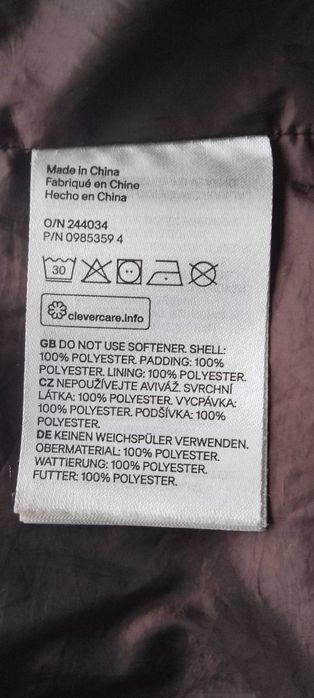 Made in China
Fabriqué en Chine
Hecho en China
O/N 244034
P/N 0985359 4
30
clevercare.info
GB DO NOT USE SOFTENER. SHELL:
100% POLYESTER. PADDING: 100%
POLYESTER. LINING: 100% POLYESTER.
CZ NEPOUŽÍVEJTE AVIVÁŽ. SVRCHNÍ
LÁTKA: 100% POLYESTER. VYCPÁVKA:
100% POLYESTER. PODŠÍVKA: 100%
POLYESTER.
DE KEINEN WEICHSPÜLER VERWENDEN.
OBERMATERIAL: 100% POLYESTER.
WATTIERUNG: 100% POLYESTER.
FUTTER: 100% POLYESTER.